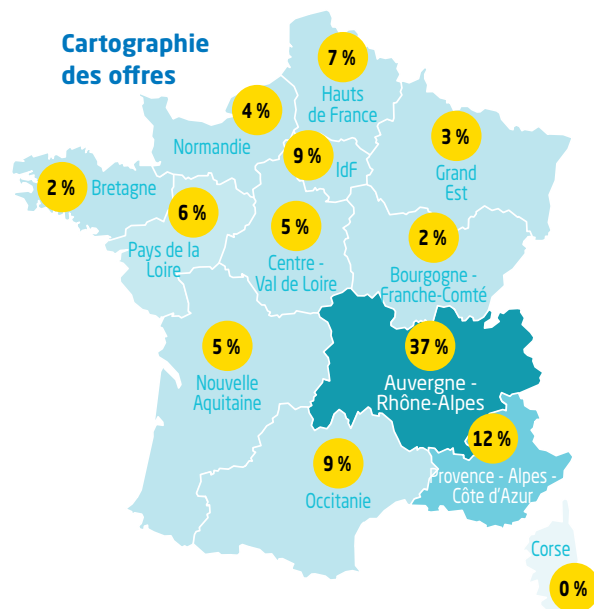 Cartographie
des offres
7 %
Hauts
de France
4 %
Normandie
9 %
IdF
3 %
Grand
Est
2 %
Bretagne
6 %
Pays de la
Loire
5 %
Centre -
Val de Loire
2 %
Bourgogne -
Franche-Comté
5 %
Nouvelle
Aquitaine
37 %
Auvergne -
Rhône-Alpes
12 %
Provence - Alpes -
Côte d'Azur
9 %
Occitanie
Corse
0 %